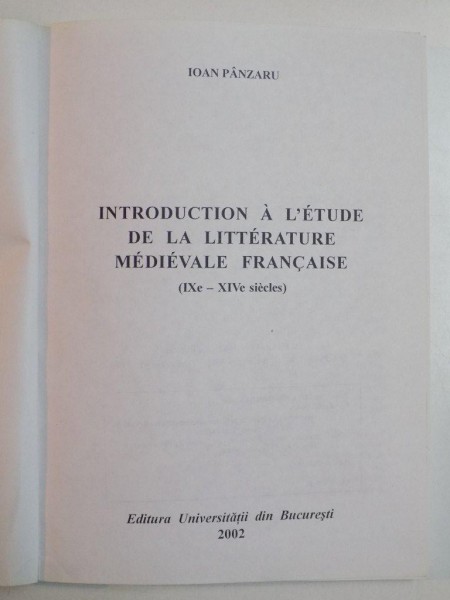 IOAN PÂNZARU
INTRODUCTION À L'ÉTUDE
DE LA LITTÉRATURE
MÉDIÉVALE FRANÇAISE
(IXe – XIVe siècles)
Editura Universităţii din Bucureşti
2002